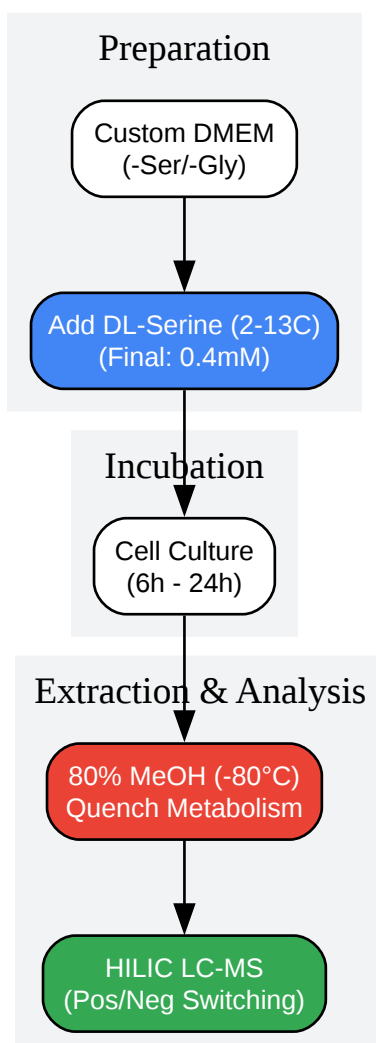 Preparation
Custom DMEM
(-Ser/-Gly)
Add DL-Serine (2-13C)
(Final: 0.4mM)
Incubation
Cell Culture
(6h - 24h)
Extraction & Analysis
80% MeOH (-80°C)
Quench Metabolism
HILIC LC-MS
(Pos/Neg Switching)